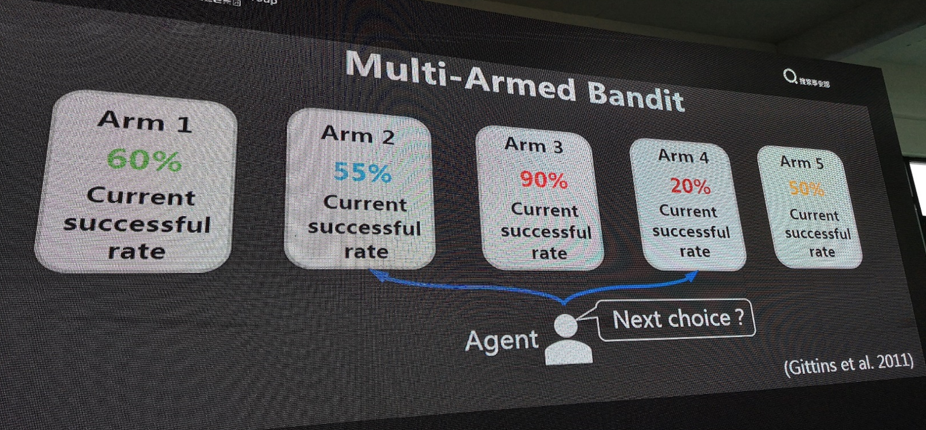 Multi-Armed Bandit
Arm 1
60%
Current
successful
rate
Arm 2
55%
Current
successful
rate
Arm 3
90%
Current
successful
rate
Arm 4
20%
Current
successful
rate
Arm 5
50%
Current
successful
rate
Agent
Next choice ?
(Gittins et al. 2011)